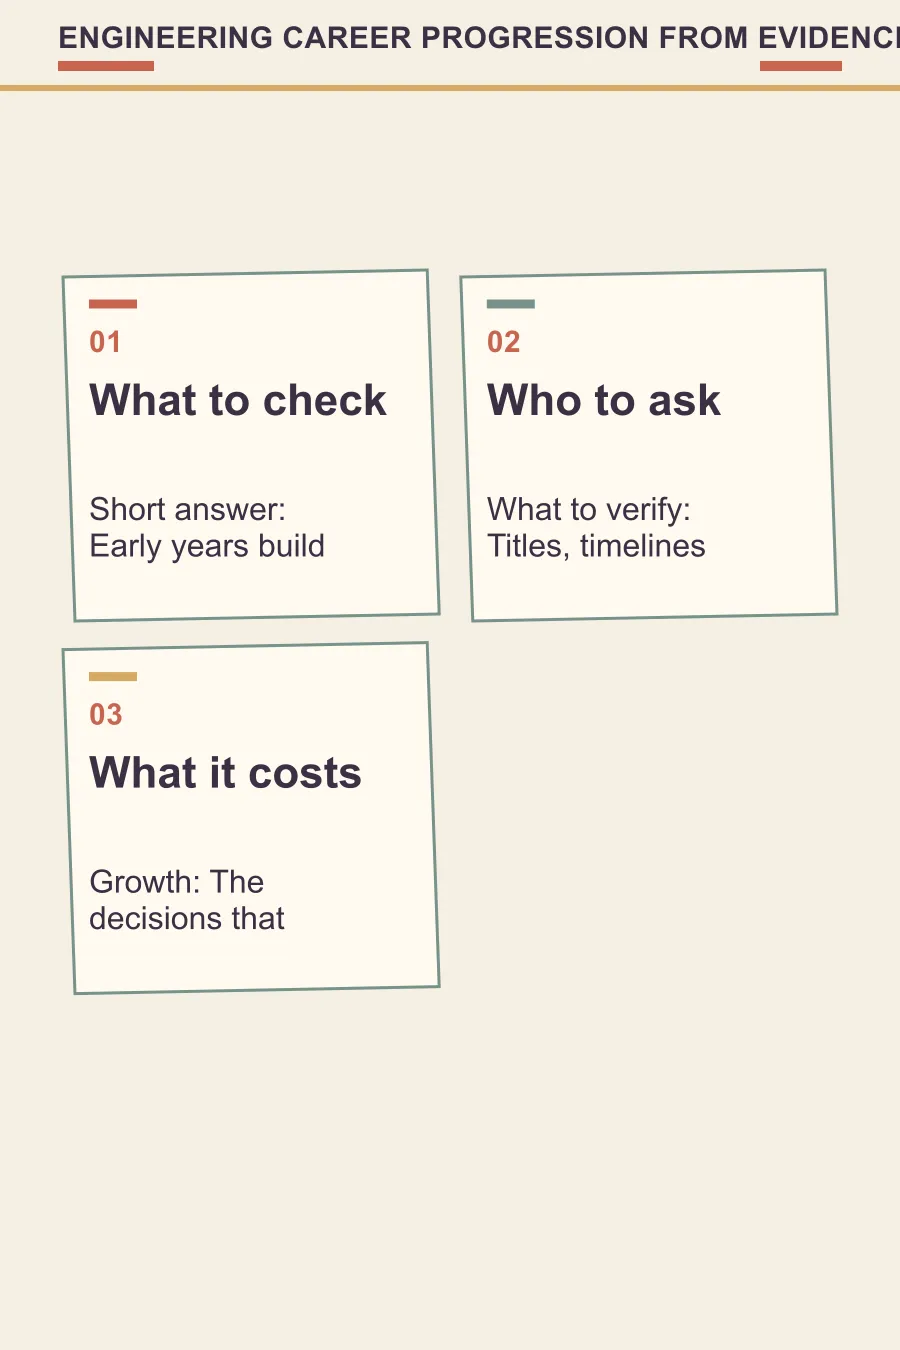 ENGINEERING CAREER PROGRESSION FROM EVIDENC
01
What to check
Short answer:
Early years build
02
Who to ask
What to verify:
Titles, timelines
03
What it costs
Growth: The
decisions that